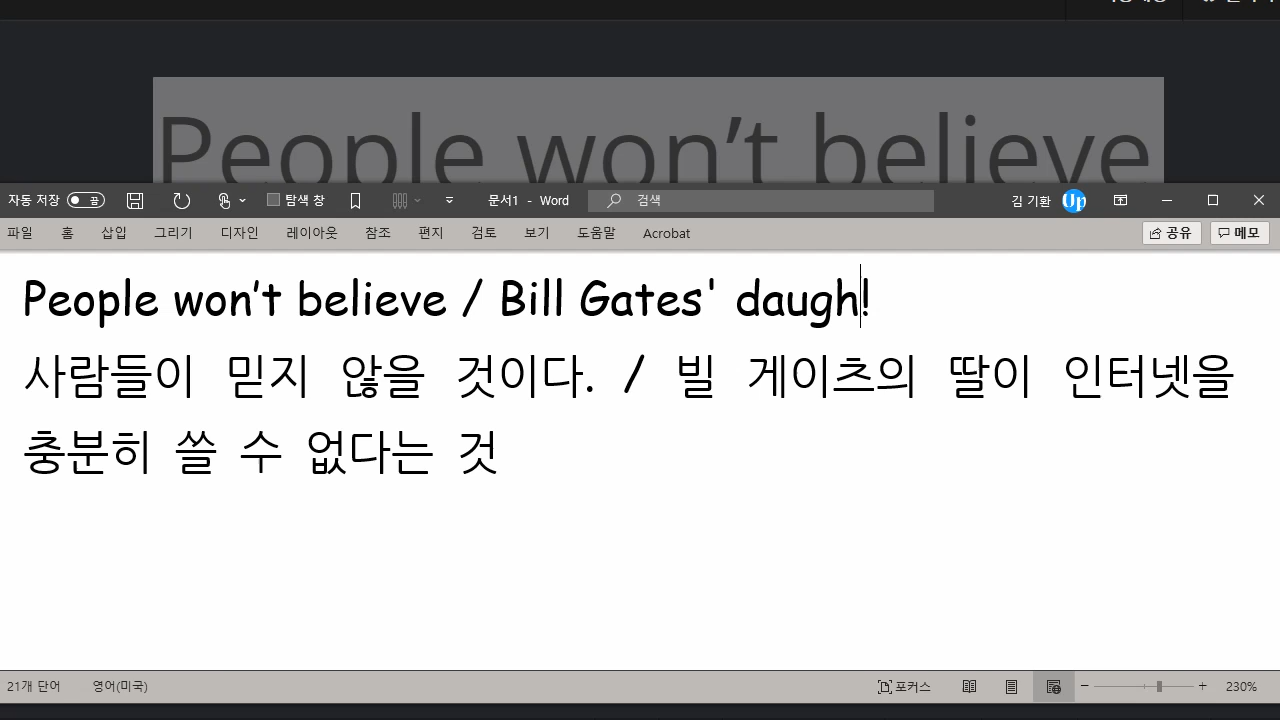 People won’t believe
자동 저장 끔 탐색 창 문서1 - Word 검색 김 기환 Up
파일 홈 삽입 그리기 디자인 레이아웃 참조 편지 검토 보기 도움말 Acrobat 공유 메모
People won’t believe / Bill Gates' daugh!
사람들이 믿지 않을 것이다. / 빌 게이츠의 딸이 인터넷을
충분히 쓸 수 없다는 것
21개 단어 영어(미국) 포커스 230%